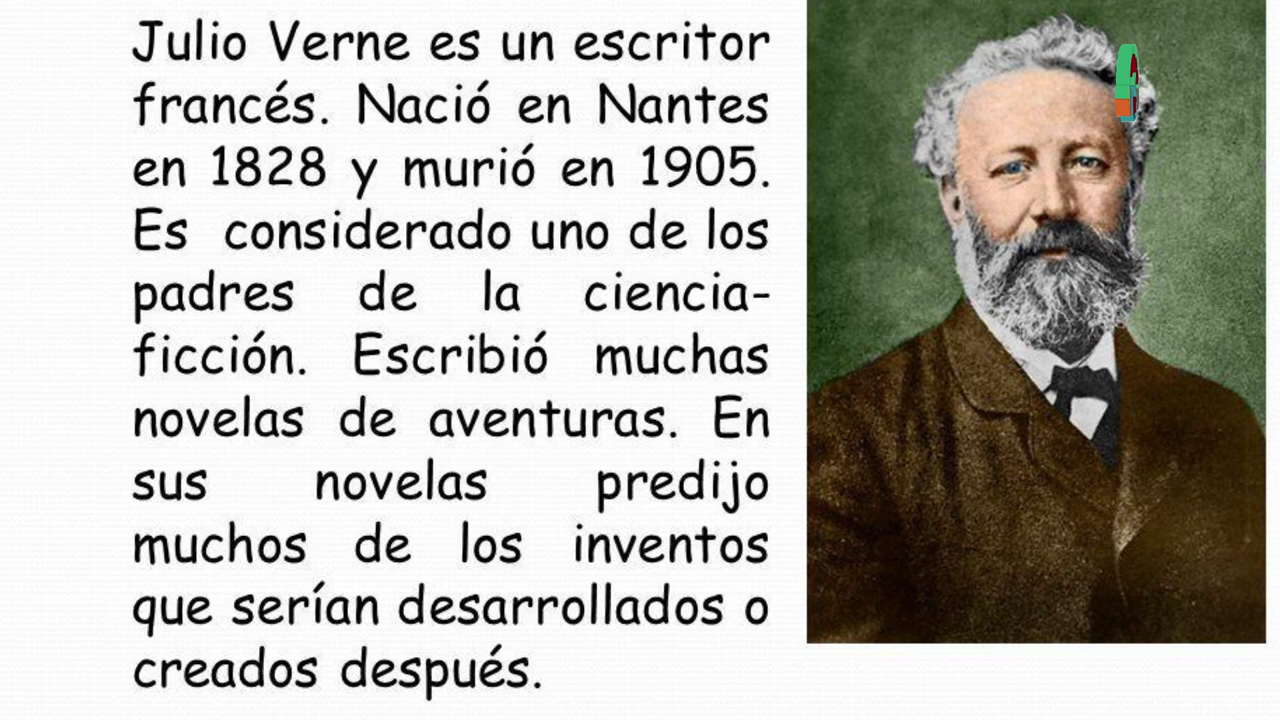 Julio Verne es un escritor
francés. Nació en Nantes
en 1828 y murió en 1905.
Es considerado uno de los
padres de la ciencia-
ficción. Escribió muchas
novelas de aventuras. En
sus novelas predijo
muchos de los inventos
que serían desarrollados o
creados después.